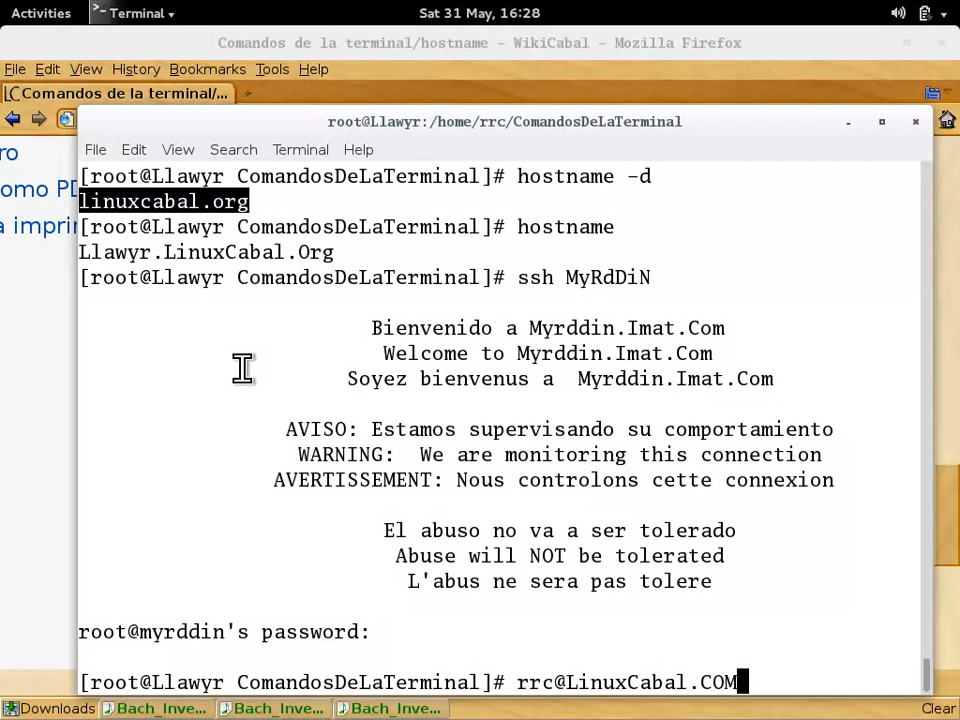 Activities Terminal Sat 31 May, 16:28
Comandos de la terminal/hostname - WikiCabal - Mozilla Firefox
File Edit View History Bookmarks Tools Help
Comandos de la terminal/... +
root@Llawyr:/home/rrc/ComandosDeLaTerminal
File Edit View Search Terminal Help
ro
omo PD
a imprir
[root@Llawyr ComandosDeLaTerminal]# hostname -d
linuxcabal.org
[root@Llawyr ComandosDeLaTerminal]# hostname
Llawyr.LinuxCabal.Org
[root@Llawyr ComandosDeLaTerminal]# ssh MyRdDiN
Bienvenido a Myrddin.Imat.Com
Welcome to Myrddin.Imat.Com
Soyez bienvenus a Myrddin.Imat.Com
AVISO: Estamos supervisando su comportamiento
WARNING: We are monitoring this connection
AVERTISSEMENT: Nous controlons cette connexion
El abuso no va a ser tolerado
Abuse will NOT be tolerated
L'abus ne sera pas tolere
root@myrddin's password:
[root@Llawyr ComandosDeLaTerminal]# rrc@LinuxCabal.COM
Downloads Bach_Inve... Bach_Inve... Bach_Inve... Clear